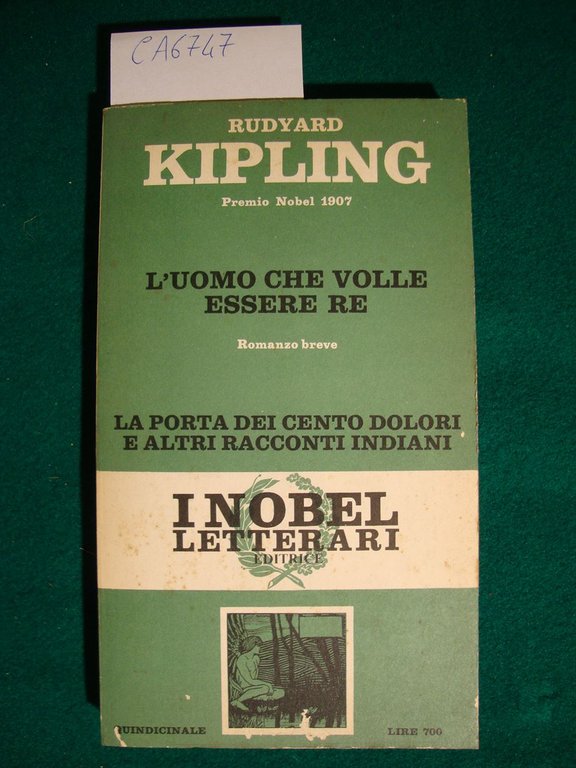 CA6747
RUDYARD
KIPLING
Premio Nobel 1907
L'UOMO CHE VOLLE
ESSERE RE
Romanzo breve
LA PORTA DEI CENTO DOLORI
E ALTRI RACCONTI INDIANI
I NOBEL
LETTERARI
EDITRICE
QUINDICINALE
LIRE 700